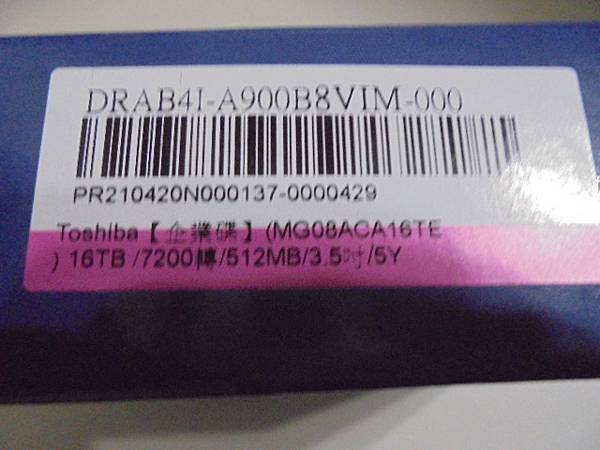 DRAB4I-A900B8VIM-000
PR210420N000137-0000429
Toshiba【企業碟】(MG08ACA16TE
) 16TB /7200轉/512MB/3.5吋/5Y